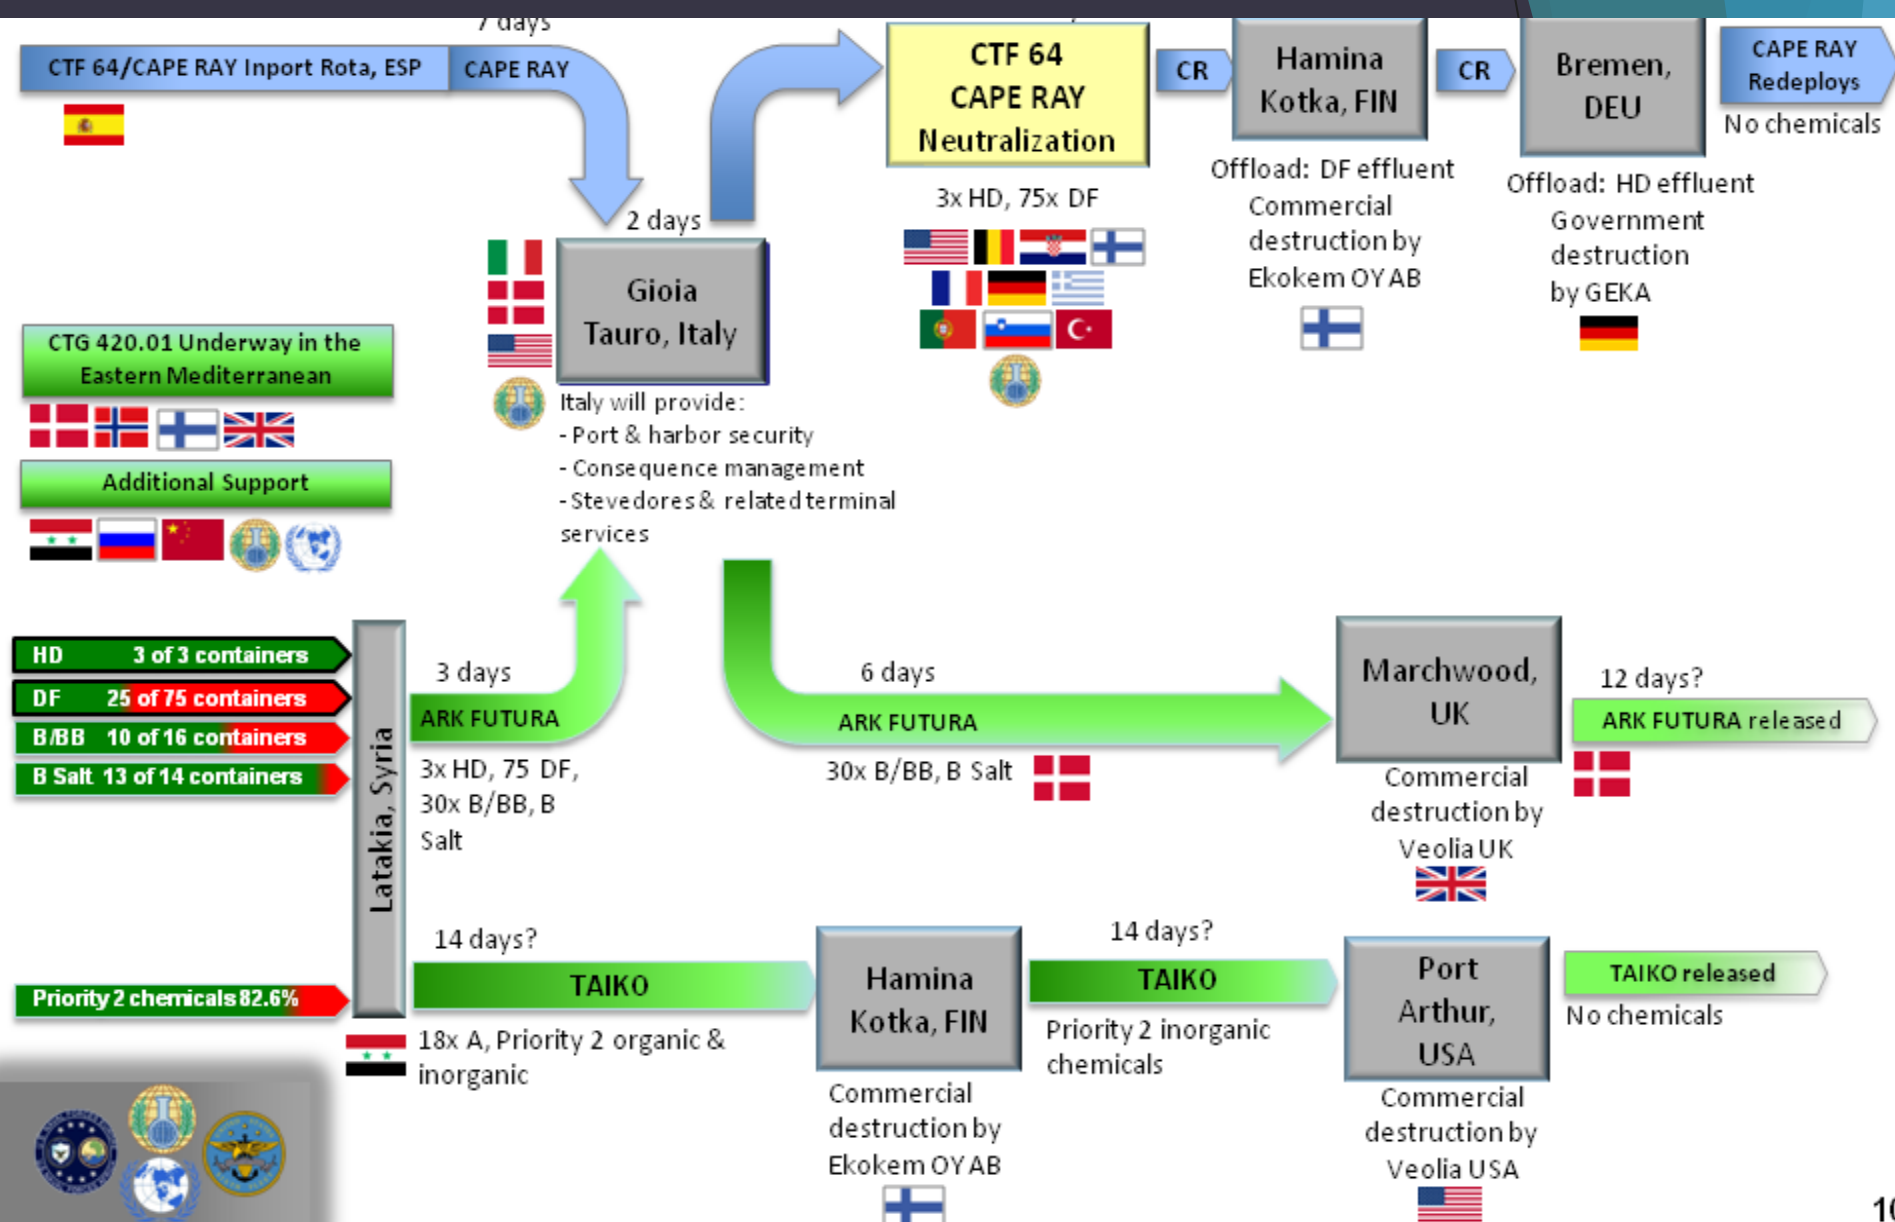 7 days
CTF 64/CAPE RAY Inport Rota, ESP
CAPE RAY
2 days
Gioia
Tauro, Italy
Italy will provide:
- Port & harbor security
- Consequence management
- Stevedores & related terminal
services
CTF 64
CAPE RAY
Neutralization
3x HD, 75x DF
CR
Hamina
Kotka, FIN
Offload: DF effluent
Commercial
destruction by
Ekokem OY AB
CR
Bremen,
DEU
Offload: HD effluent
Government
destruction
by GEKA
CAPE RAY
Redeploys
No chemicals
CTG 420.01 Underway in the
Eastern Mediterranean
Additional Support
HD 3 of 3 containers
DF 25 of 75 containers
B/BB 10 of 16 containers
B Salt 13 of 14 containers
Priority 2 chemicals 82.6%
Latakia, Syria
3 days
ARK FUTURA
3x HD, 75 DF,
30x B/BB, B
Salt
6 days
ARK FUTURA
30x B/BB, B Salt
Marchwood,
UK
Commercial
destruction by
Veolia UK
12 days?
ARK FUTURA released
14 days?
TAIKO
18x A, Priority 2 organic &
inorganic
Hamina
Kotka, FIN
Commercial
destruction by
Ekokem OY AB
14 days?
TAIKO
Priority 2 inorganic
chemicals
Port
Arthur,
USA
Commercial
destruction by
Veolia USA
TAIKO released
No chemicals